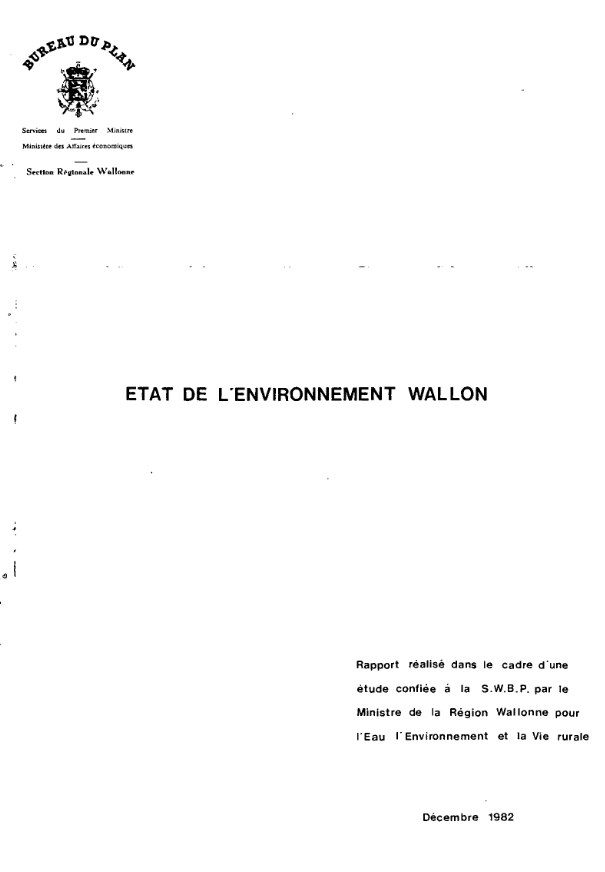 BUREAU DU PLAN
Services du Premier Ministre
Ministère des Affaires économiques
Section Régionale Wallonne
ETAT DE L'ENVIRONNEMENT WALLON
Rapport réalisé dans le cadre d'une
étude confiée à la S.W.B.P. par le
Ministre de la Région Wallonne pour
l'Eau l'Environnement et la Vie rurale
Décembre 1982